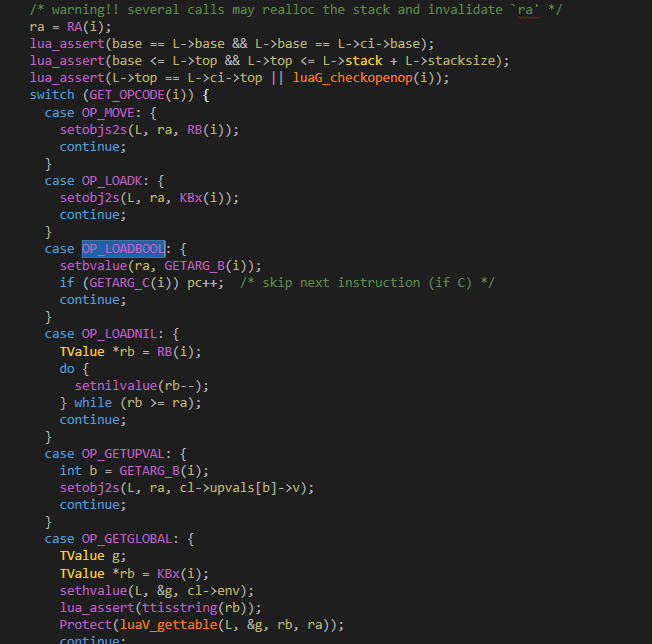 /* warning!! several calls may realloc the stack and invalidate `ra' */
ra = RA(i);
lua_assert(base == L->base && L->base == L->ci->base);
lua_assert(base <= L->top && L->top <= L->stack + L->stacksize);
lua_assert(L->top == L->ci->top || luaG_checkopenop(i));
switch (GET_OPCODE(i)) {
case OP_MOVE: {
setobjs2s(L, ra, RB(i));
continue;
}
case OP_LOADK: {
setobj2s(L, ra, KBx(i));
continue;
}
case OP_LOADBOOL: {
setbvalue(ra, GETARG_B(i));
if (GETARG_C(i)) pc++;  /* skip next instruction (if C) */
continue;
}
case OP_LOADNIL: {
TValue *rb = RB(i);
do {
setnilvalue(rb--);
} while (rb >= ra);
continue;
}
case OP_GETUPVAL: {
int b = GETARG_B(i);
setobj2s(L, ra, cl->upvals[b]->v);
continue;
}
case OP_GETGLOBAL: {
TValue g;
TValue *rb = KBx(i);
sethvalue(L, &g, cl->env);
lua_assert(ttisstring(rb));
Protect(luaV_gettable(L, &g, rb, ra));
continue;